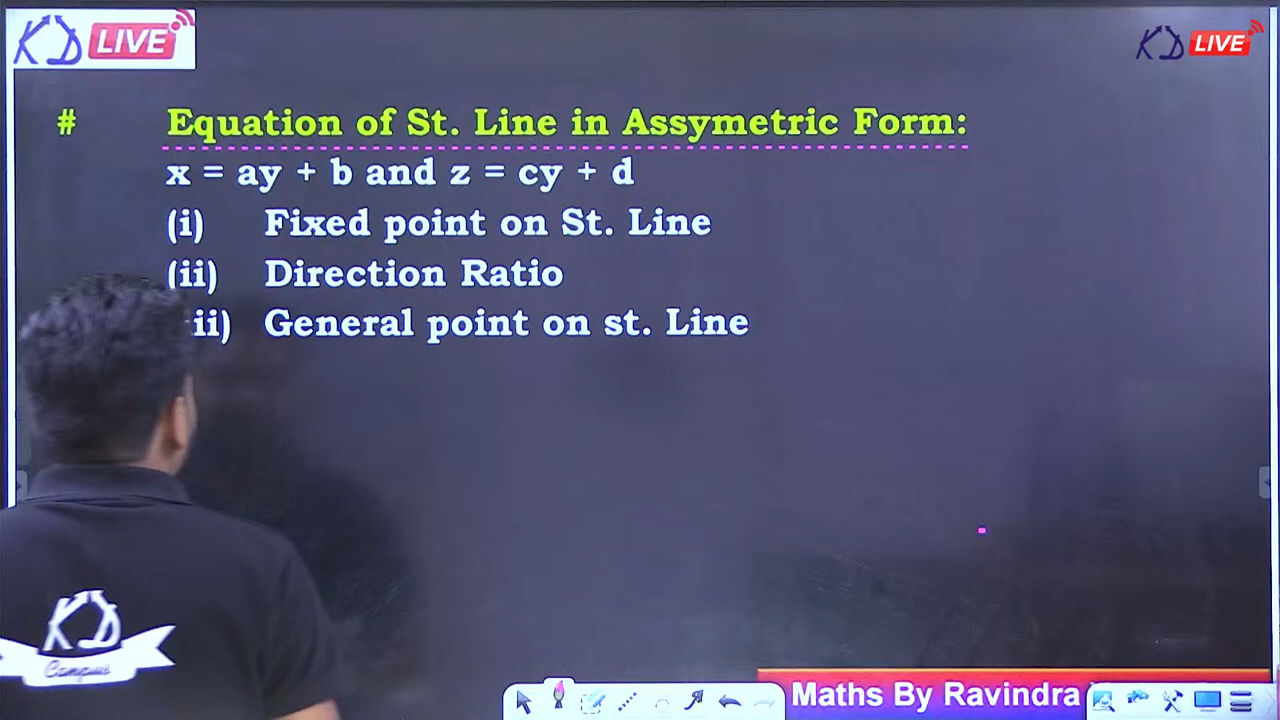 KD LIVE
KD LIVE
# Equation of St. Line in Assymetric Form:
x = ay + b and z = cy + d
(i) Fixed point on St. Line
(ii) Direction Ratio
ii) General point on st. Line
KD
Campus
Maths By Ravindra